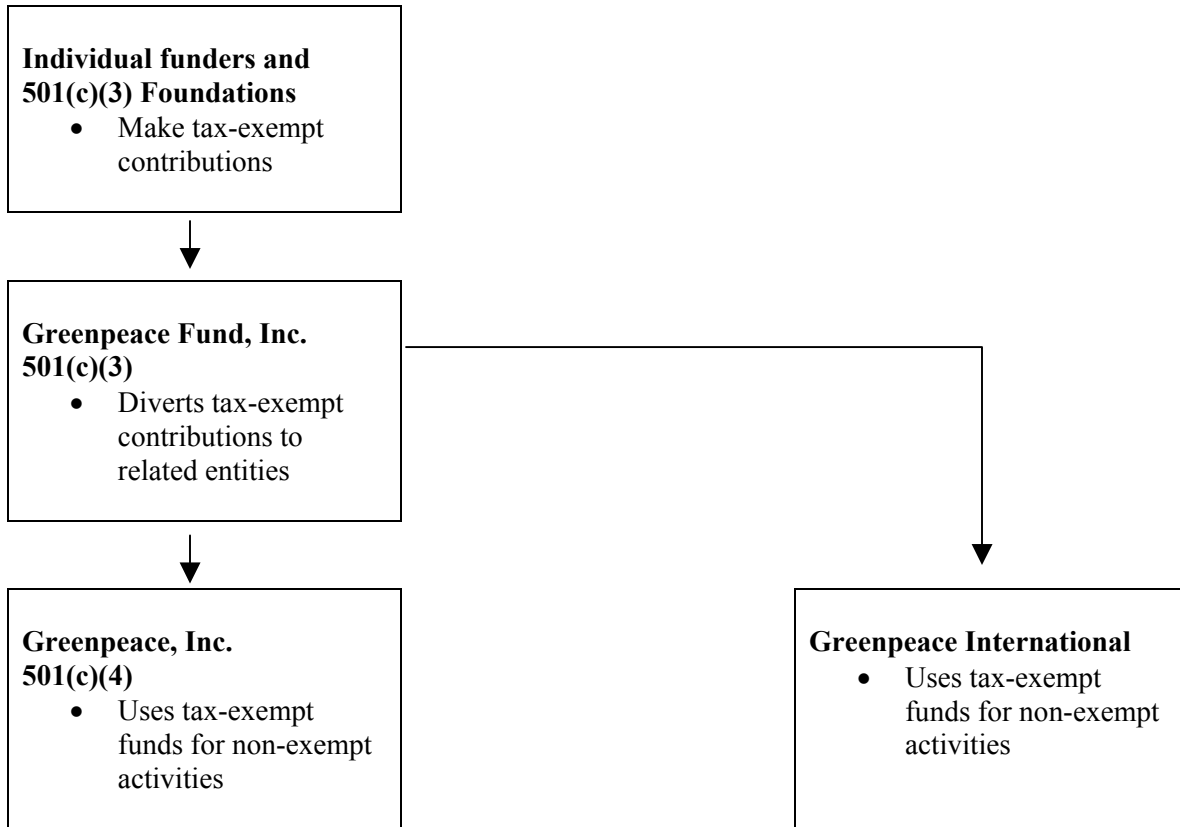 Individual funders and
501(c)(3) Foundations
• Make tax-exempt
contributions
Greenpeace Fund, Inc.
501(c)(3)
• Diverts tax-exempt
contributions to
related entities
Greenpeace, Inc.
501(c)(4)
• Uses tax-exempt
funds for non-exempt
activities
Greenpeace International
• Uses tax-exempt
funds for non-exempt
activities